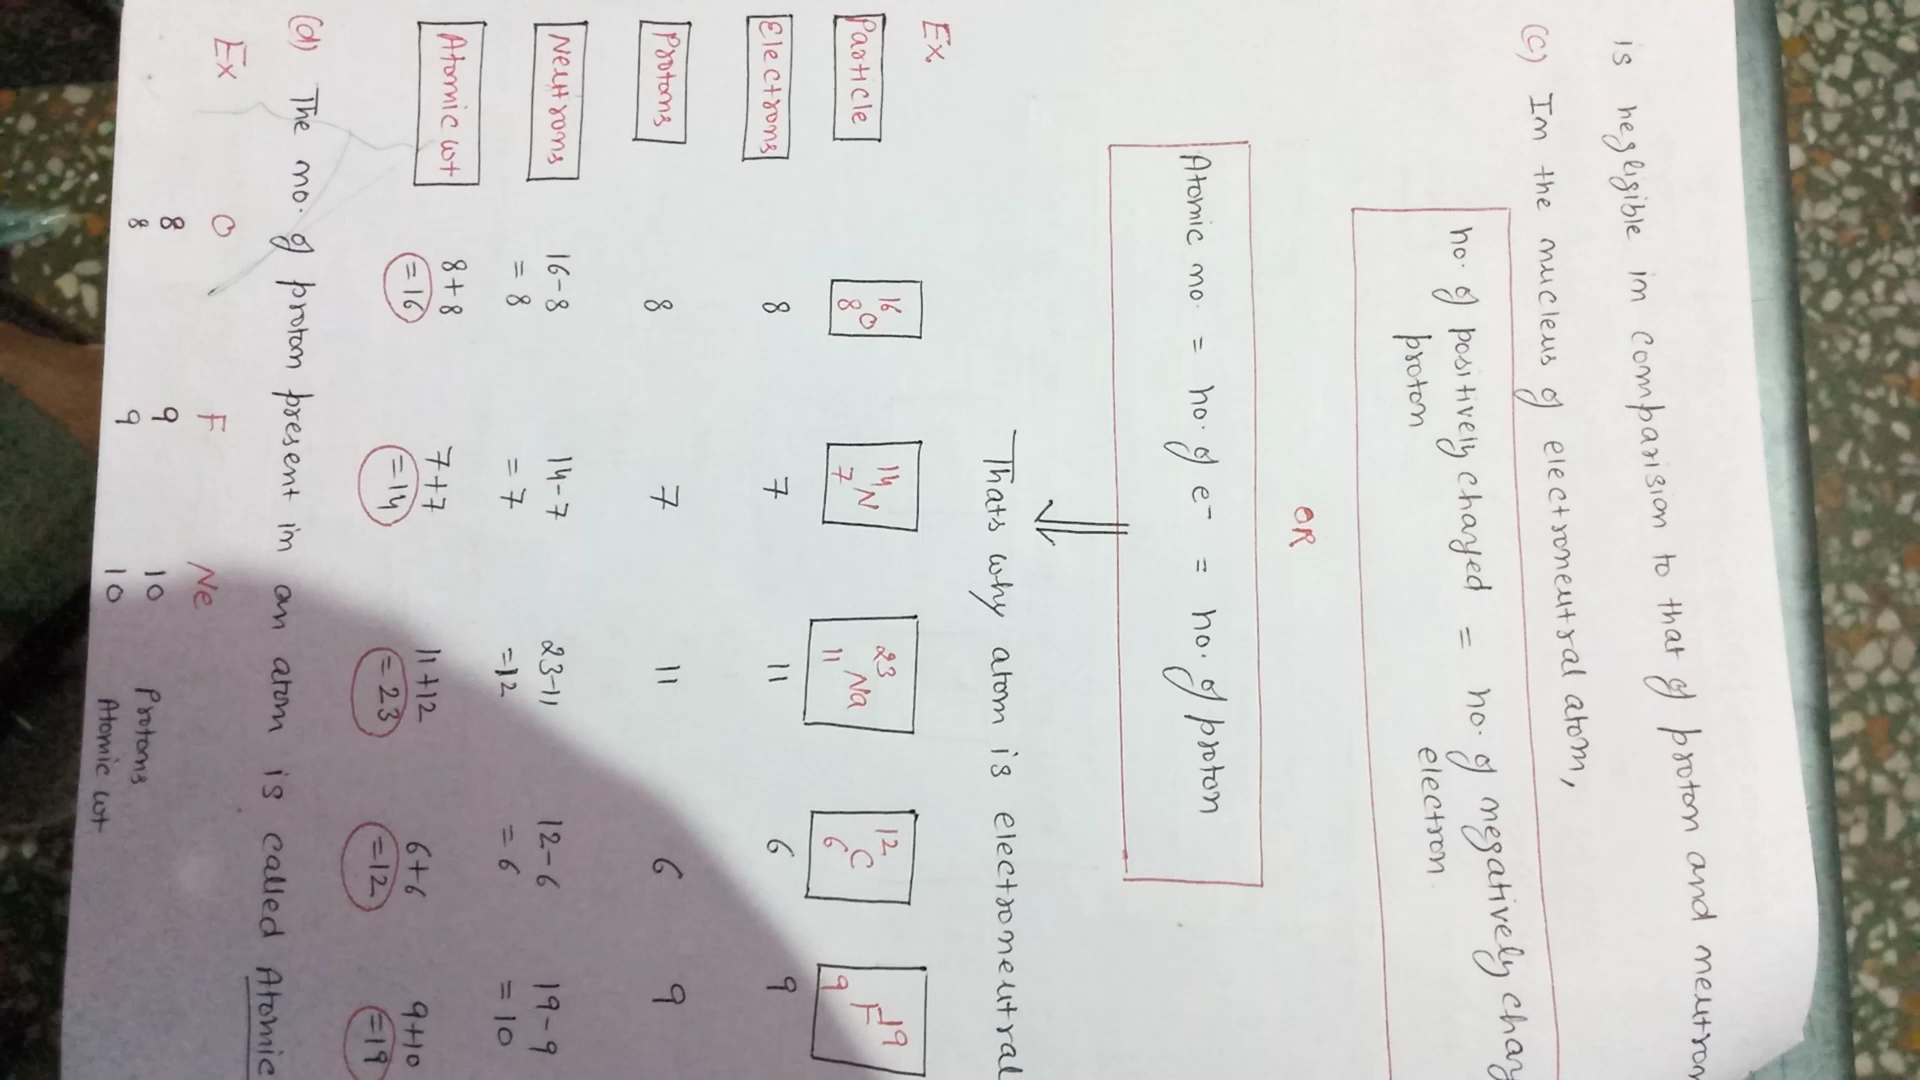 is negligible in comparision to that of proton and neutron
(c) In the nucleus of electroneutral atom,
no. of positively charged = no. of negatively charg
proton electron
OR
Atomic no. = no. of e- = no. of proton
Thats why atom is electroneutral
Ex
Particle 16 8 O 14 7 N 23 11 Na 12 6 C 19 9 F
Electrons 8 7 11 6 9
Protons 8 7 11 6 9
Neutrons 16-8 14-7 23-11 12-6 19-9
= 8 = 7 =12 = 6 = 10
Atomic wt 8+8 7+7 11+12 6+6 9+10
=16 =14 =23 =12 =19
(d) The no. of proton present in an atom is called Atomic
Ex O F Ne
8 9 10 Protons
8 9 10 Atomic wt